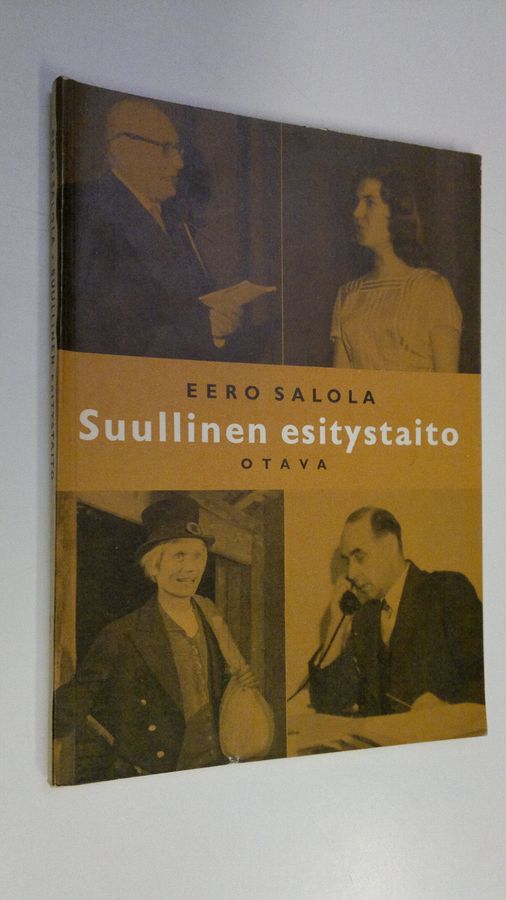 EERO SALOLA
Suullinen esitystaito
OTAVA
EERO SALOLA • SUULLINEN ESITYSTAITO